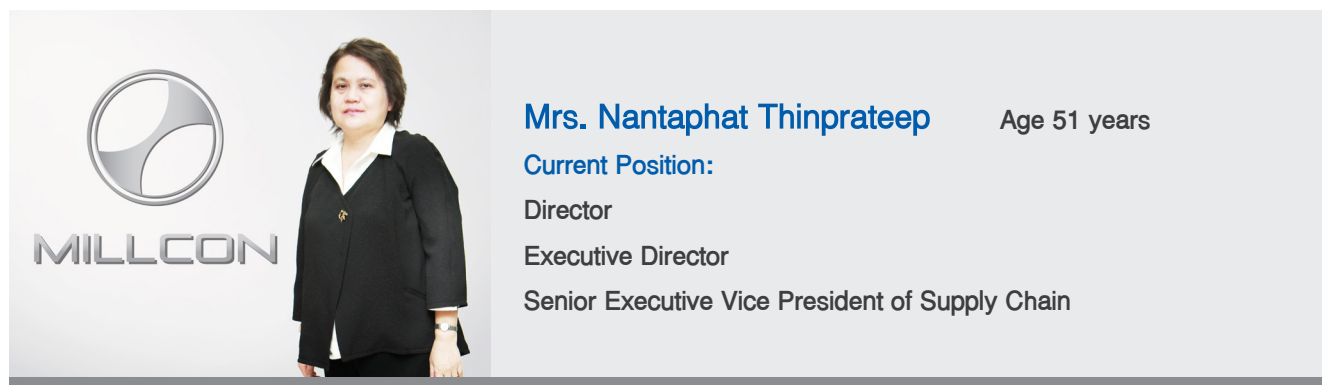 MILLCON
Mrs. Nantaphat Thinprateep Age 51 years
Current Position:
Director
Executive Director
Senior Executive Vice President of Supply Chain